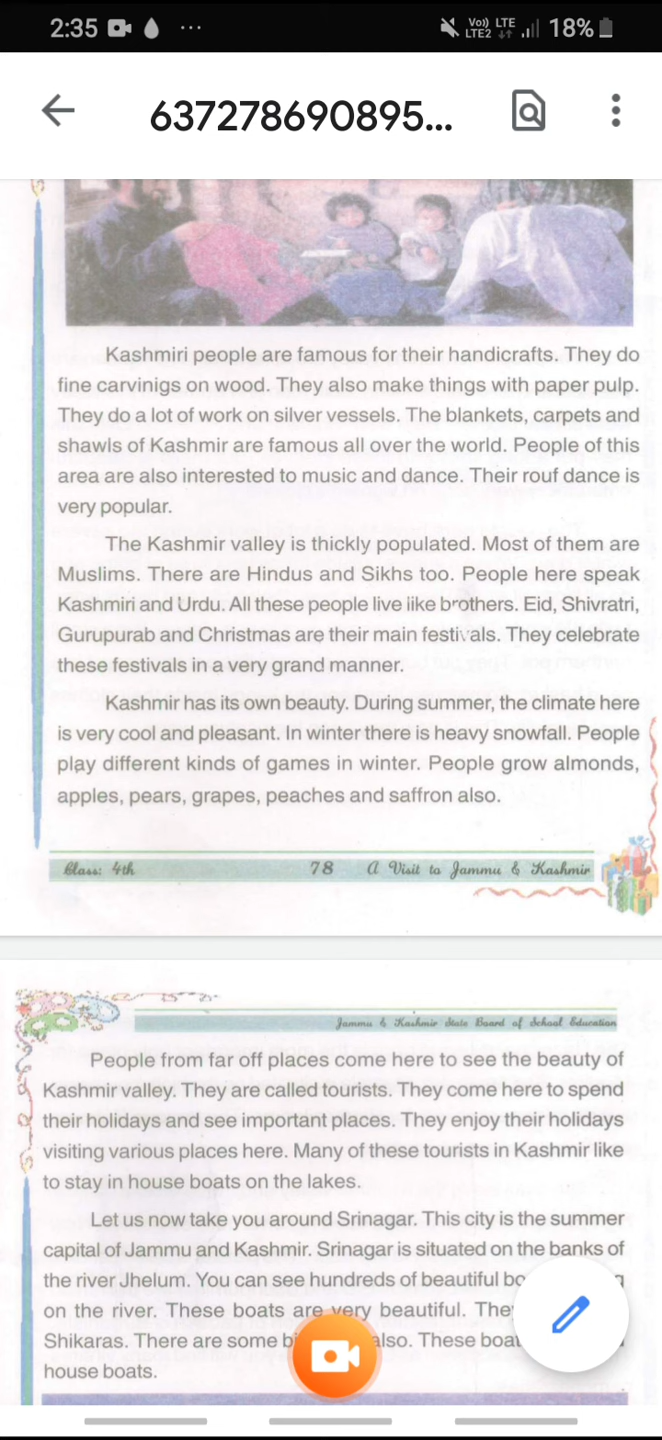 2:35 ... Vo)) LTE LTE2 18%
637278690895...
Kashmiri people are famous for their handicrafts. They do
fine carvinigs on wood. They also make things with paper pulp.
They do a lot of work on silver vessels. The blankets, carpets and
shawls of Kashmir are famous all over the world. People of this
area are also interested to music and dance. Their rouf dance is
very popular.
The Kashmir valley is thickly populated. Most of them are
Muslims. There are Hindus and Sikhs too. People here speak
Kashmiri and Urdu. All these people live iike brothers. Eid, Shivratri,
Gurupurab and Christmas are their main festivals. They celebrate
these festivals in a very grand manner.
Kashmir has its own beauty. During summer, the climate here
is very cool and pleasant. In winter there is heavy snowfall. People
play different kinds of games in winter. People grow almonds,
apples, pears, grapes, peaches and saffron also.
Class: 4th 78 A Visit to Jammu & Kashmir
Jammu & Kashmir State Board of School Education
People from far off places come here to see the beauty of
Kashmir valley. They are called tourists. They come here to spend
their holidays and see important places. They enjoy their holidays
visiting various places here. Many of these tourists in Kashmir like
to stay in house boats on the lakes.
Let us now take you around Srinagar. This city is the summer
capital of Jammu and Kashmir. Srinagar is situated on the banks of
the river Jhelum. You can see hundreds of beautiful
on the river. These boats are very beautiful.
Shikaras. There are some also. These
house boats.